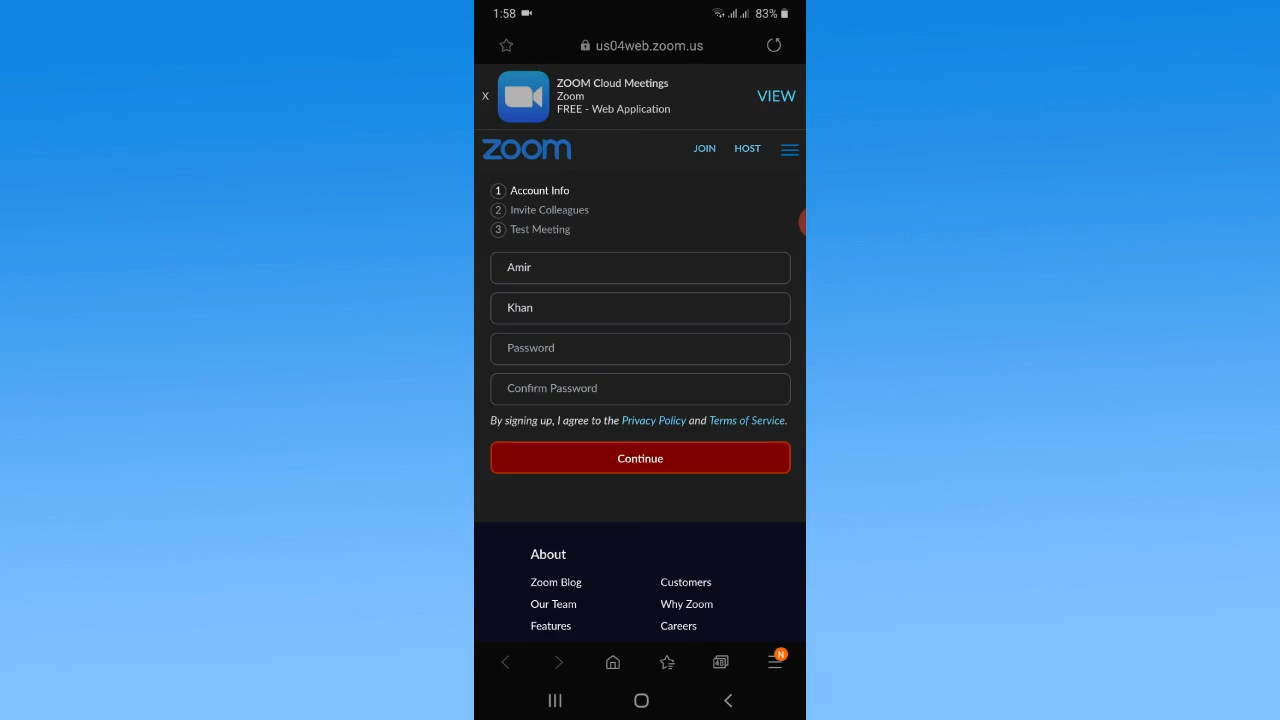 1:58 83%
us04web.zoom.us
X
ZOOM Cloud Meetings
Zoom
FREE - Web Application
VIEW
zoom
JOIN HOST
1 Account Info
2 Invite Colleagues
3 Test Meeting
Amir
Khan
Password
Confirm Password
By signing up, I agree to the Privacy Policy and Terms of Service.
Continue
About
Zoom Blog Customers
Our Team Why Zoom
Features Careers
48 N